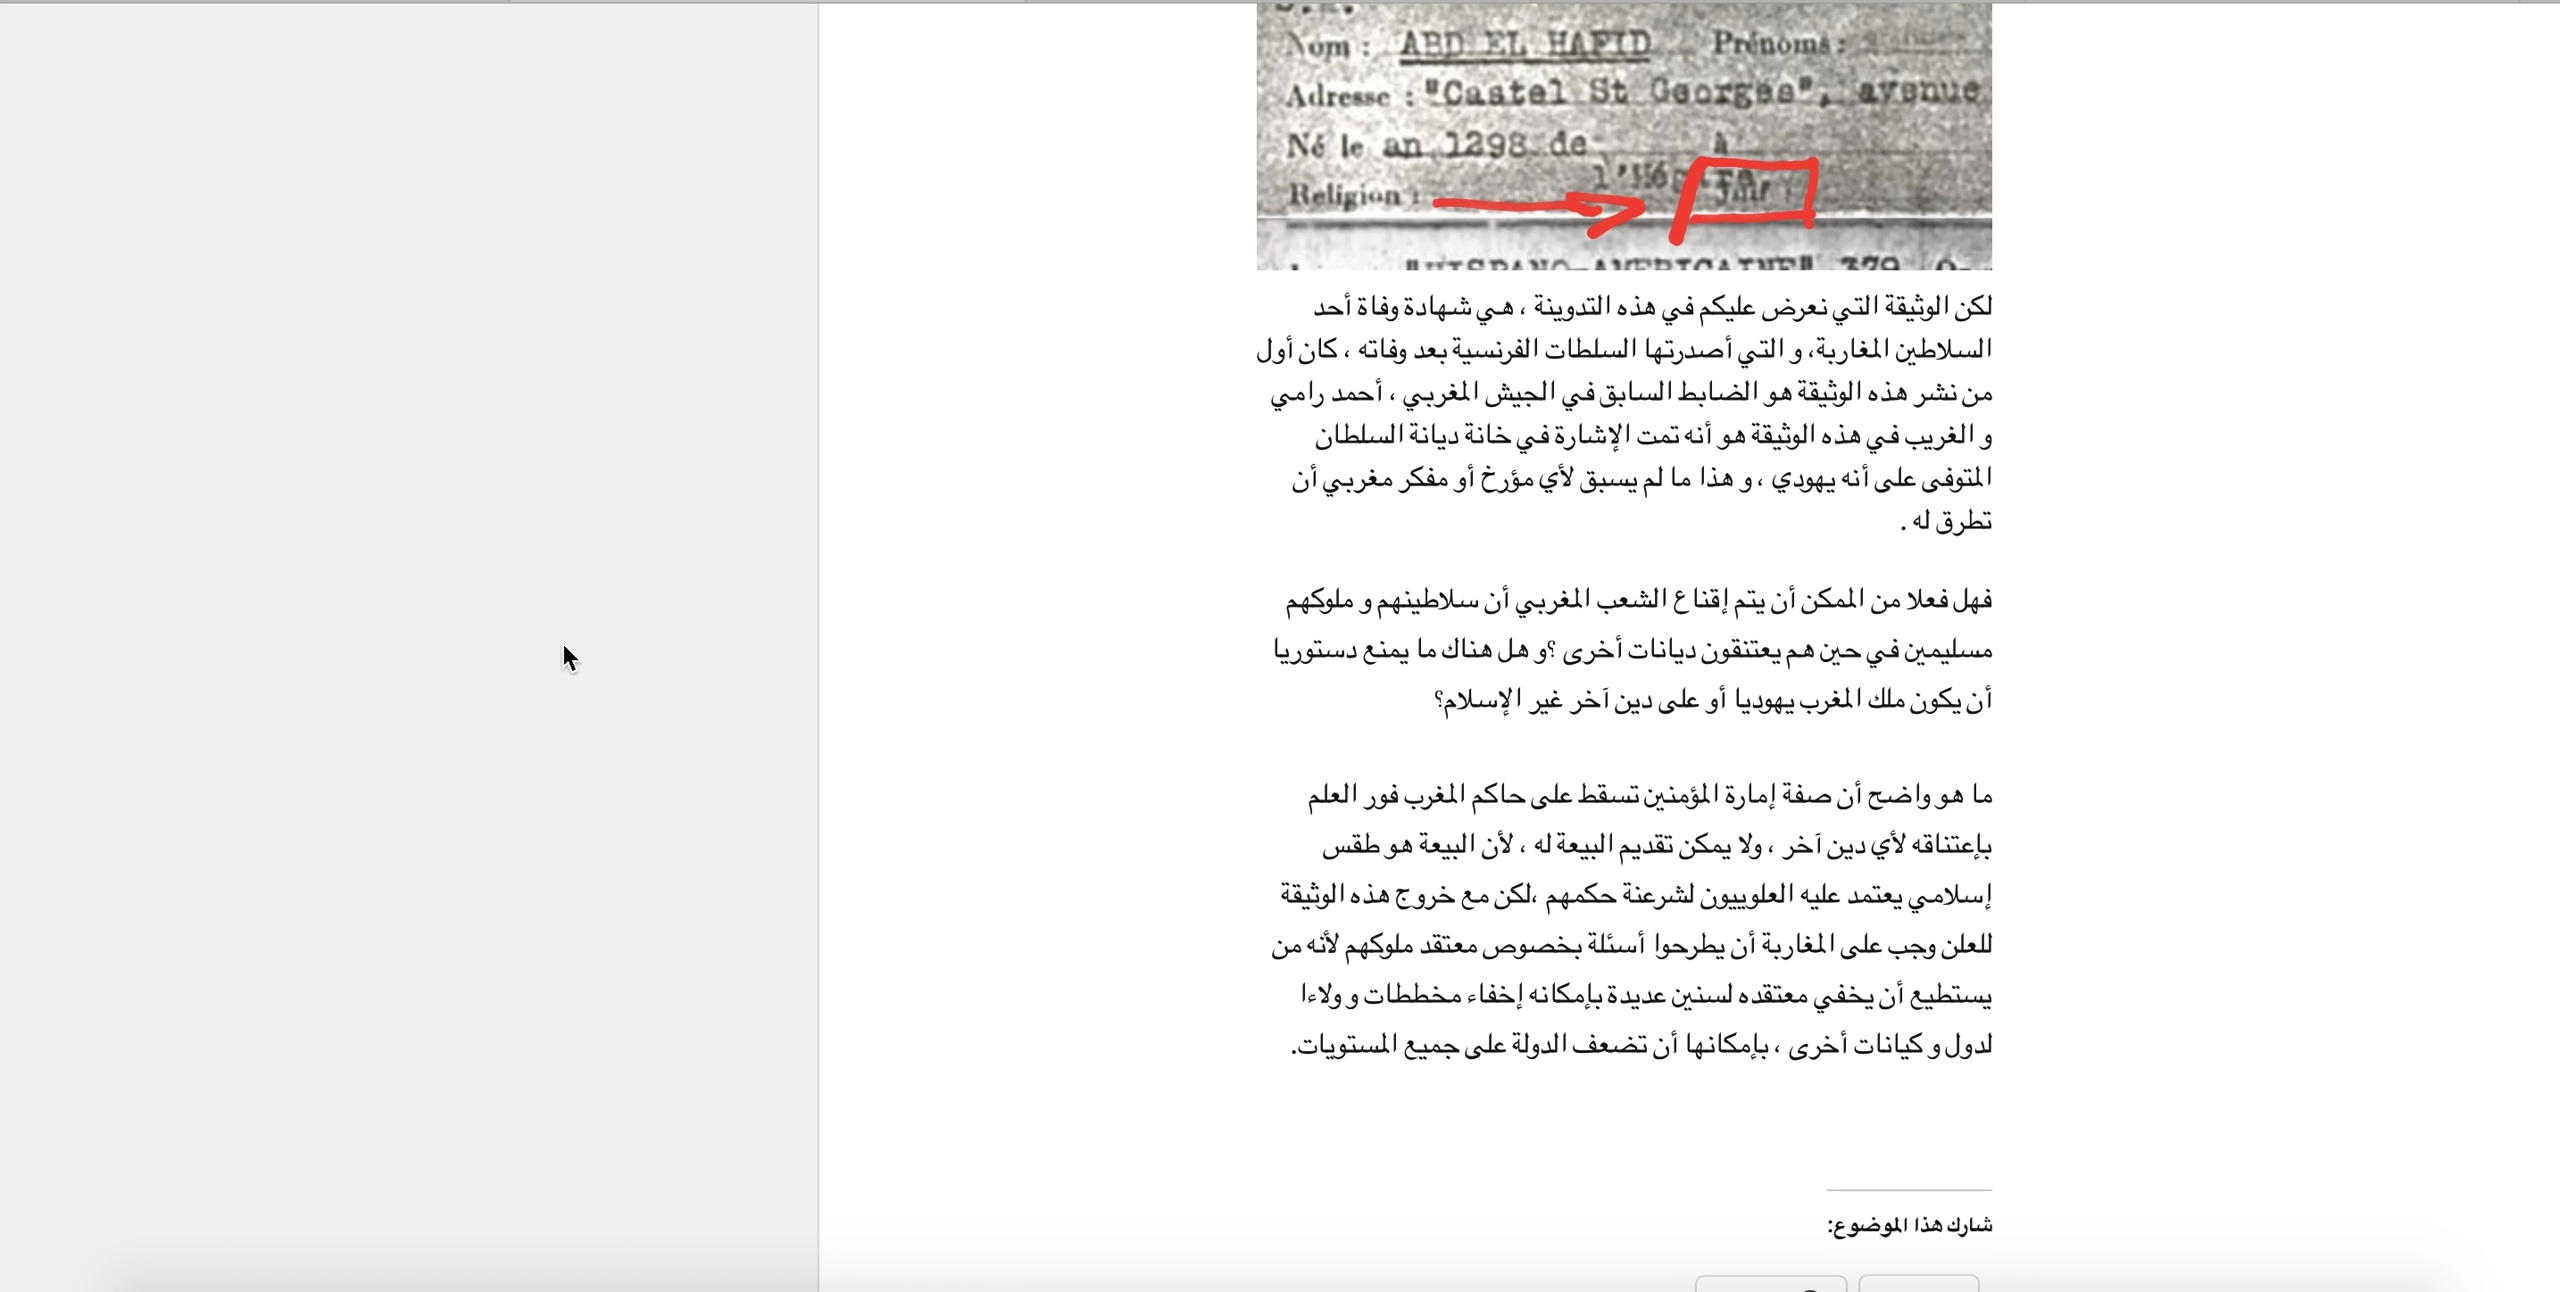 Nom : ABD EL HAFID Prénoms :
Adresse : "Castel St Georges", avenue
Né le an 1298 de à
l'Hégire
Religion : Juif
"HISPANO-AMERICAINE" 379
لكن الوثيقة التي نعرض عليكم في هذه التدوينة ، هي شهادة وفاة أحد
السلاطين المغاربة، و التي أصدرتها السلطات الفرنسية بعد وفاته ، كان أول
من نشر هذه الوثيقة هو الضابط السابق في الجيش المغربي ، أحمد رامي
و الغريب في هذه الوثيقة هو أنه تمت الإشارة في خانة ديانة السلطان
المتوفى على أنه يهودي ، و هذا ما لم يسبق لأي مؤرخ أو مفكر مغربي أن
تطرق له .
فهل فعلا من الممكن أن يتم إقناع الشعب المغربي أن سلاطينهم و ملوكهم
مسليمين في حين هم يعتنقون ديانات أخرى ؟و هل هناك ما يمنع دستوريا
أن يكون ملك المغرب يهوديا أو على دين آخر غير الإسلام؟
ما هو واضح أن صفة إمارة المؤمنين تسقط على حاكم المغرب فور العلم
بإعتناقه لأي دين آخر ، ولا يمكن تقديم البيعة له ، لأن البيعة هو طقس
إسلامي يعتمد عليه العلوييون لشرعنة حكمهم ،لكن مع خروج هذه الوثيقة
للعلن وجب على المغاربة أن يطرحوا أسئلة بخصوص معتقد ملوكهم لأنه من
يستطيع أن يخفي معتقده لسنين عديدة بإمكانه إخفاء مخططات و ولاءا
لدول و كيانات أخرى ، بإمكانها أن تضعف الدولة على جميع المستويات.
شارك هذا الموضوع: